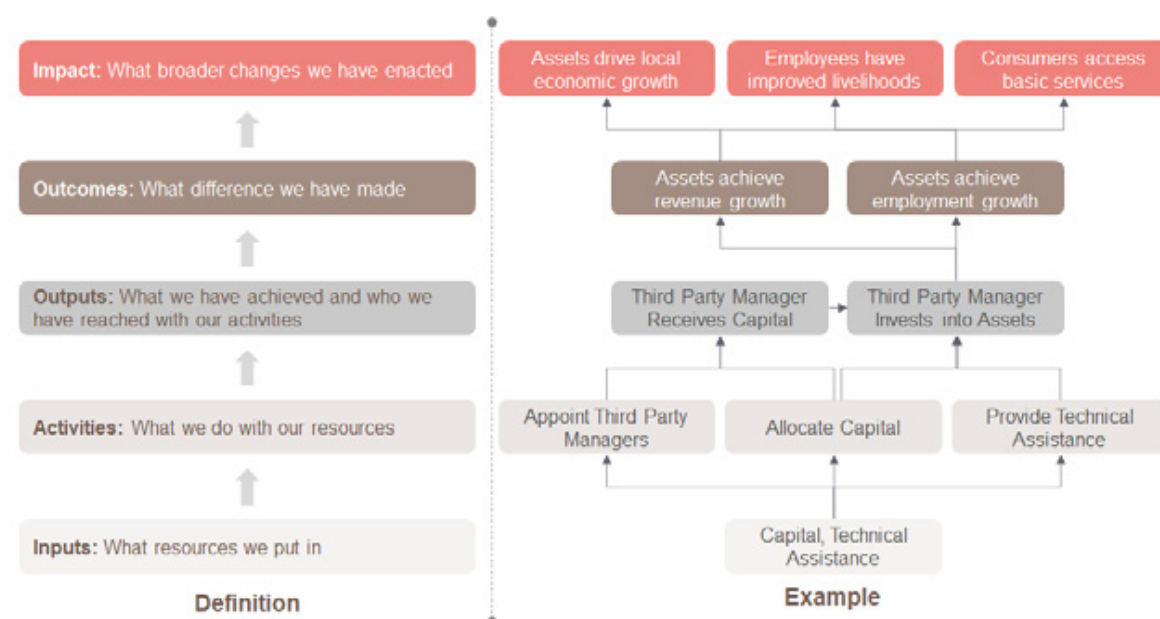 Impact: What broader changes we have enacted
Outcomes: What difference we have made
Outputs: What we have achieved and who we
have reached with our activities
Activities: What we do with our resources
Inputs: What resources we put in
Definition
Assets drive local
economic growth
Employees have
improved livelihoods
Consumers access
basic services
Assets achieve
revenue growth
Assets achieve
employment growth
Third Party Manager
Receives Capital
Third Party Manager
Invests into Assets
Appoint Third Party
Managers
Allocate Capital
Provide Technical
Assistance
Capital, Technical
Assistance
Example